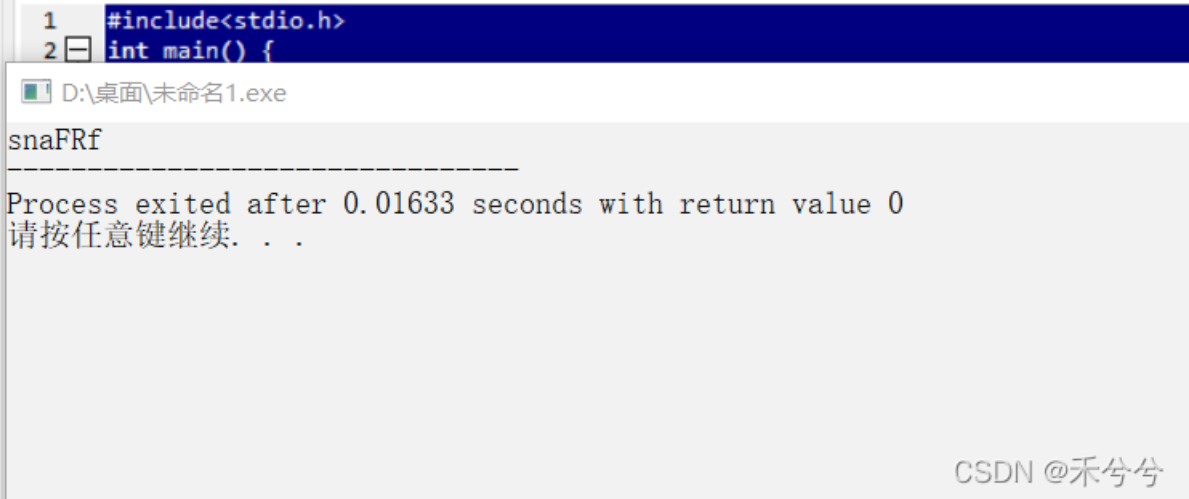 1 #include<stdio.h>
2 int main() {
D:\桌面\未命名1.exe
snaFRf
--------------------------------
Process exited after 0.01633 seconds with return value 0
请按任意键继续. . .
CSDN @禾兮兮